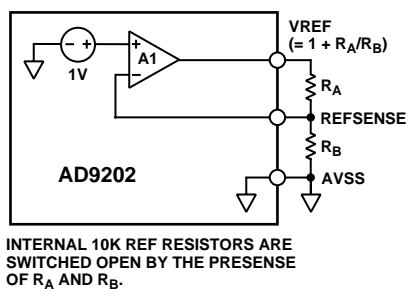 VREF
(= 1 + RA/RB)
+
A1
−
− +
1V
RA
REFSENSE
RB
AD9202
AVSS
INTERNAL 10K REF RESISTORS ARE
SWITCHED OPEN BY THE PRESENSE
OF RA AND RB.